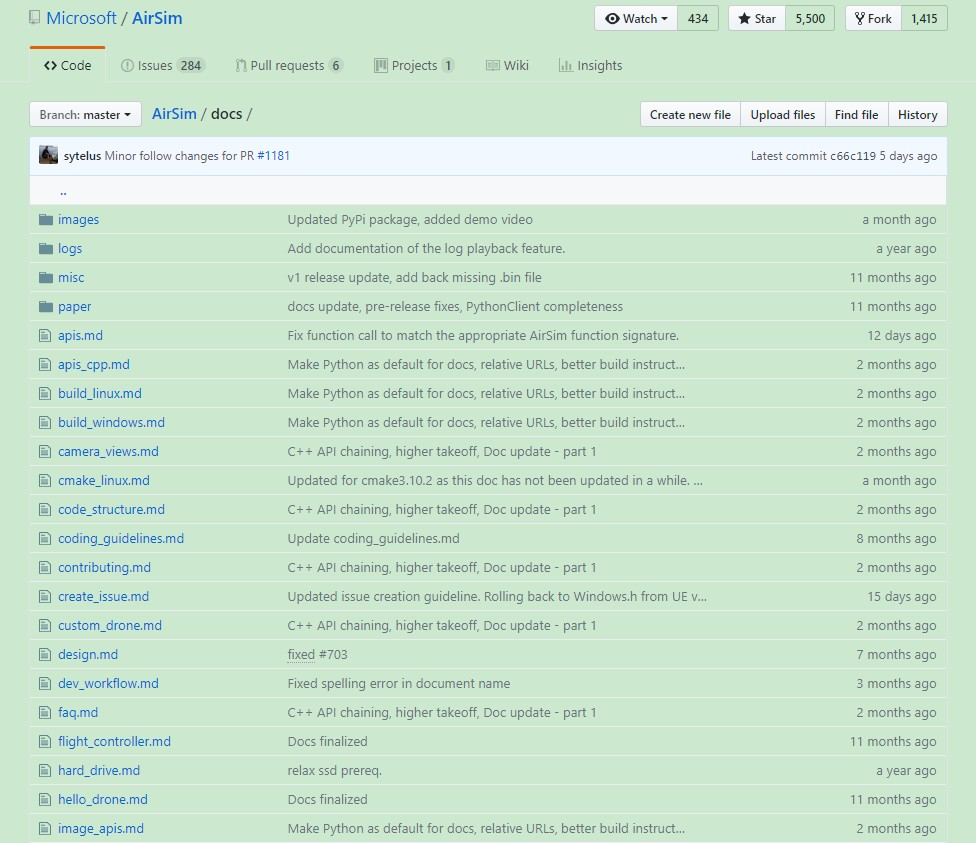 Microsoft / AirSim Watch 434 Star 5,500 Fork 1,415
Code Issues 284 Pull requests 6 Projects 1 Wiki Insights
Branch: master AirSim / docs / Create new file Upload files Find file History
sytelus Minor follow changes for PR #1181 Latest commit c66c119 5 days ago
..
images Updated PyPi package, added demo video a month ago
logs Add documentation of the log playback feature. a year ago
misc v1 release update, add back missing .bin file 11 months ago
paper docs update, pre-release fixes, PythonClient completeness 11 months ago
apis.md Fix function call to match the appropriate AirSim function signature. 12 days ago
apis_cpp.md Make Python as default for docs, relative URLs, better build instruct... 2 months ago
build_linux.md Make Python as default for docs, relative URLs, better build instruct... 2 months ago
build_windows.md Make Python as default for docs, relative URLs, better build instruct... 2 months ago
camera_views.md C++ API chaining, higher takeoff, Doc update - part 1 2 months ago
cmake_linux.md Updated for cmake3.10.2 as this doc has not been updated in a while. ... a month ago
code_structure.md C++ API chaining, higher takeoff, Doc update - part 1 2 months ago
coding_guidelines.md Update coding_guidelines.md 8 months ago
contributing.md C++ API chaining, higher takeoff, Doc update - part 1 2 months ago
create_issue.md Updated issue creation guideline. Rolling back to Windows.h from UE v... 15 days ago
custom_drone.md C++ API chaining, higher takeoff, Doc update - part 1 2 months ago
design.md fixed #703 7 months ago
dev_workflow.md Fixed spelling error in document name 3 months ago
faq.md C++ API chaining, higher takeoff, Doc update - part 1 2 months ago
flight_controller.md Docs finalized 11 months ago
hard_drive.md relax ssd prereq. a year ago
hello_drone.md Docs finalized 11 months ago
image_apis.md Make Python as default for docs, relative URLs, better build instruct... 2 months ago